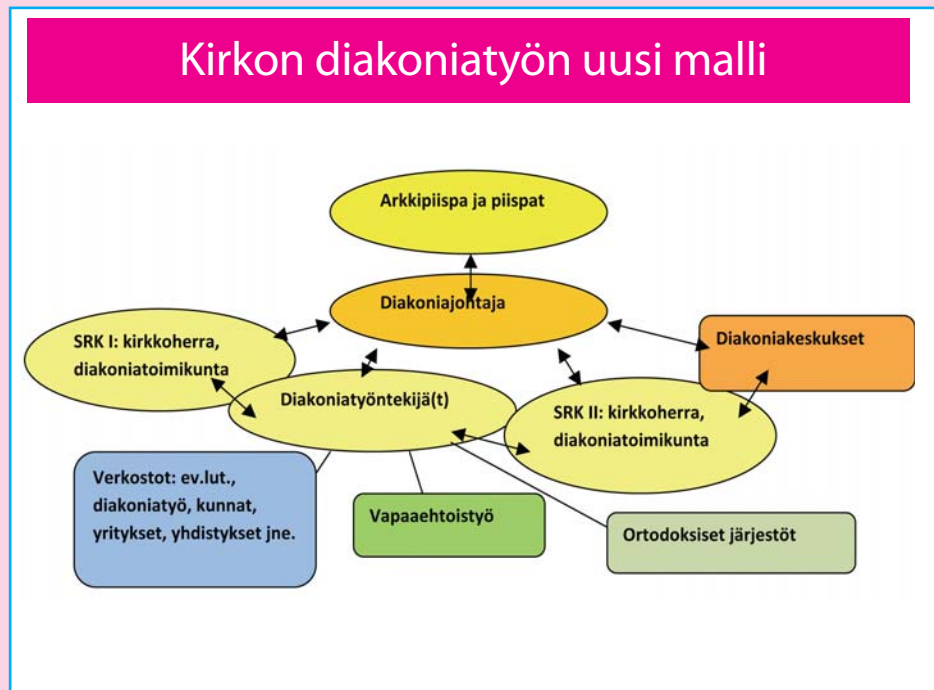 Kirkon diakoniatyön uusi malli
Arkkipiispa ja piispat
Diakoniajohtaja
SRK I: kirkkoherra,
diakoniatoimikunta
Diakoniakeskukset
Diakoniatyöntekijä(t)
SRK II: kirkkoherra,
diakoniatoimikunta
Verkostot: ev.lut.,
diakoniatyö, kunnat,
yritykset, yhdistykset jne.
Vapaaehtoistyö
Ortodoksiset järjestöt